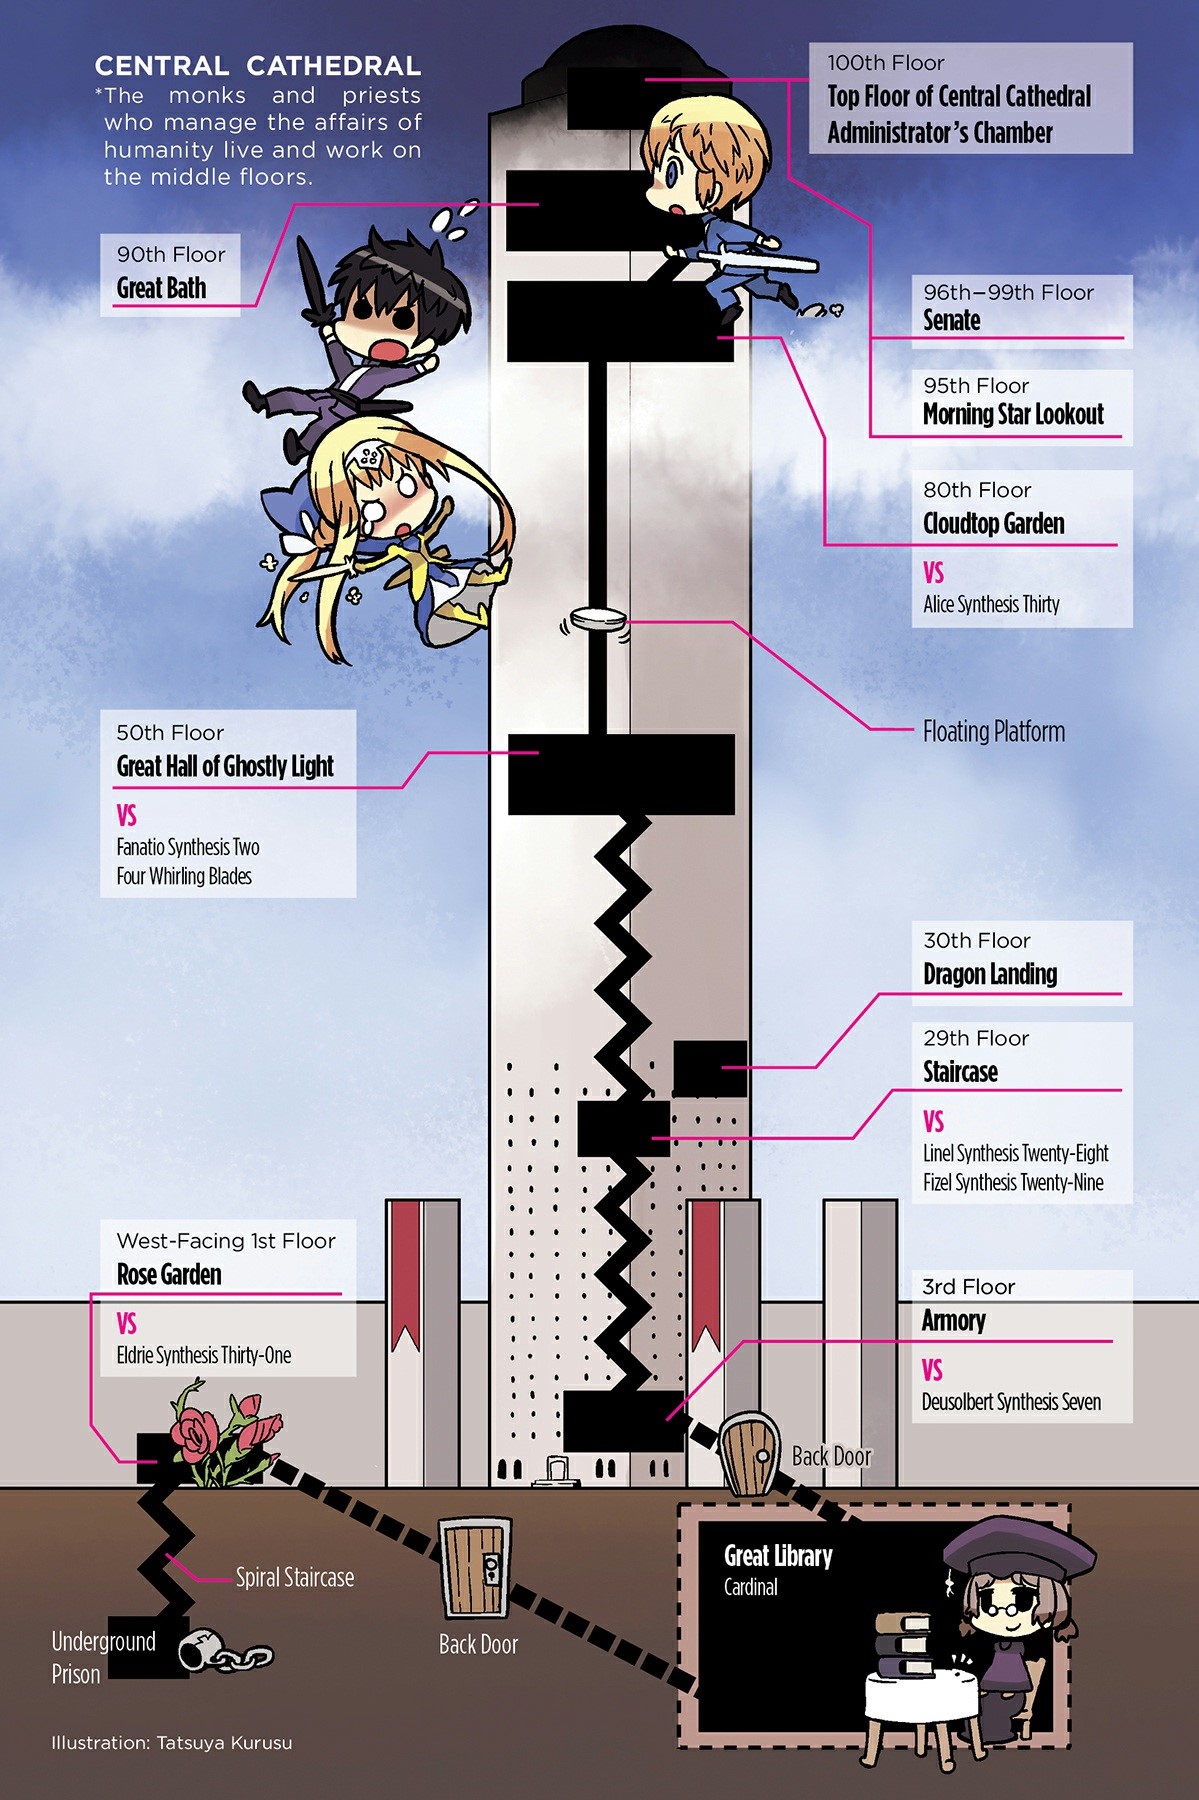 CENTRAL CATHEDRAL
*The monks and priests
who manage the affairs of
humanity live and work on
the middle floors.
100th Floor
Top Floor of Central Cathedral
Administrator's Chamber
90th Floor
Great Bath
96th–99th Floor
Senate
95th Floor
Morning Star Lookout
80th Floor
Cloudtop Garden
VS
Alice Synthesis Thirty
Floating Platform
50th Floor
Great Hall of Ghostly Light
VS
Fanatio Synthesis Two
Four Whirling Blades
30th Floor
Dragon Landing
29th Floor
Staircase
VS
Linel Synthesis Twenty-Eight
Fizel Synthesis Twenty-Nine
West-Facing 1st Floor
Rose Garden
VS
Eldrie Synthesis Thirty-One
3rd Floor
Armory
VS
Deusolbert Synthesis Seven
Back Door
Great Library
Cardinal
Spiral Staircase
Back Door
Underground
Prison
Illustration: Tatsuya Kurusu